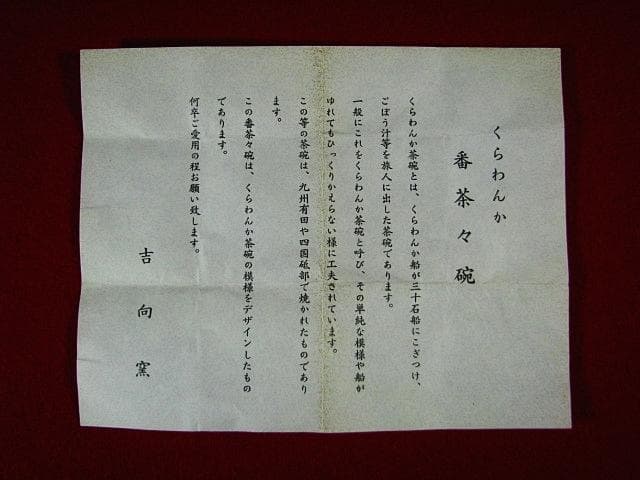 くらわんか
番茶々碗
くらわんか茶碗とは、くらわんか船が三十石船にこぎつけ、
ごぼう汁等を旅人に出した茶碗であります。
一般にこれをくらわんか茶碗と呼び、その単純な模様や船が
ゆれてもひっくりかえらない様に工夫されています。
この等の茶碗は、九州有田や四国砥部で焼かれたものであり
ます。
この番茶々碗は、くらわんか茶碗の模様をデザインしたもの
であります。
何卒ご愛用の程お願い致します。
吉向窯